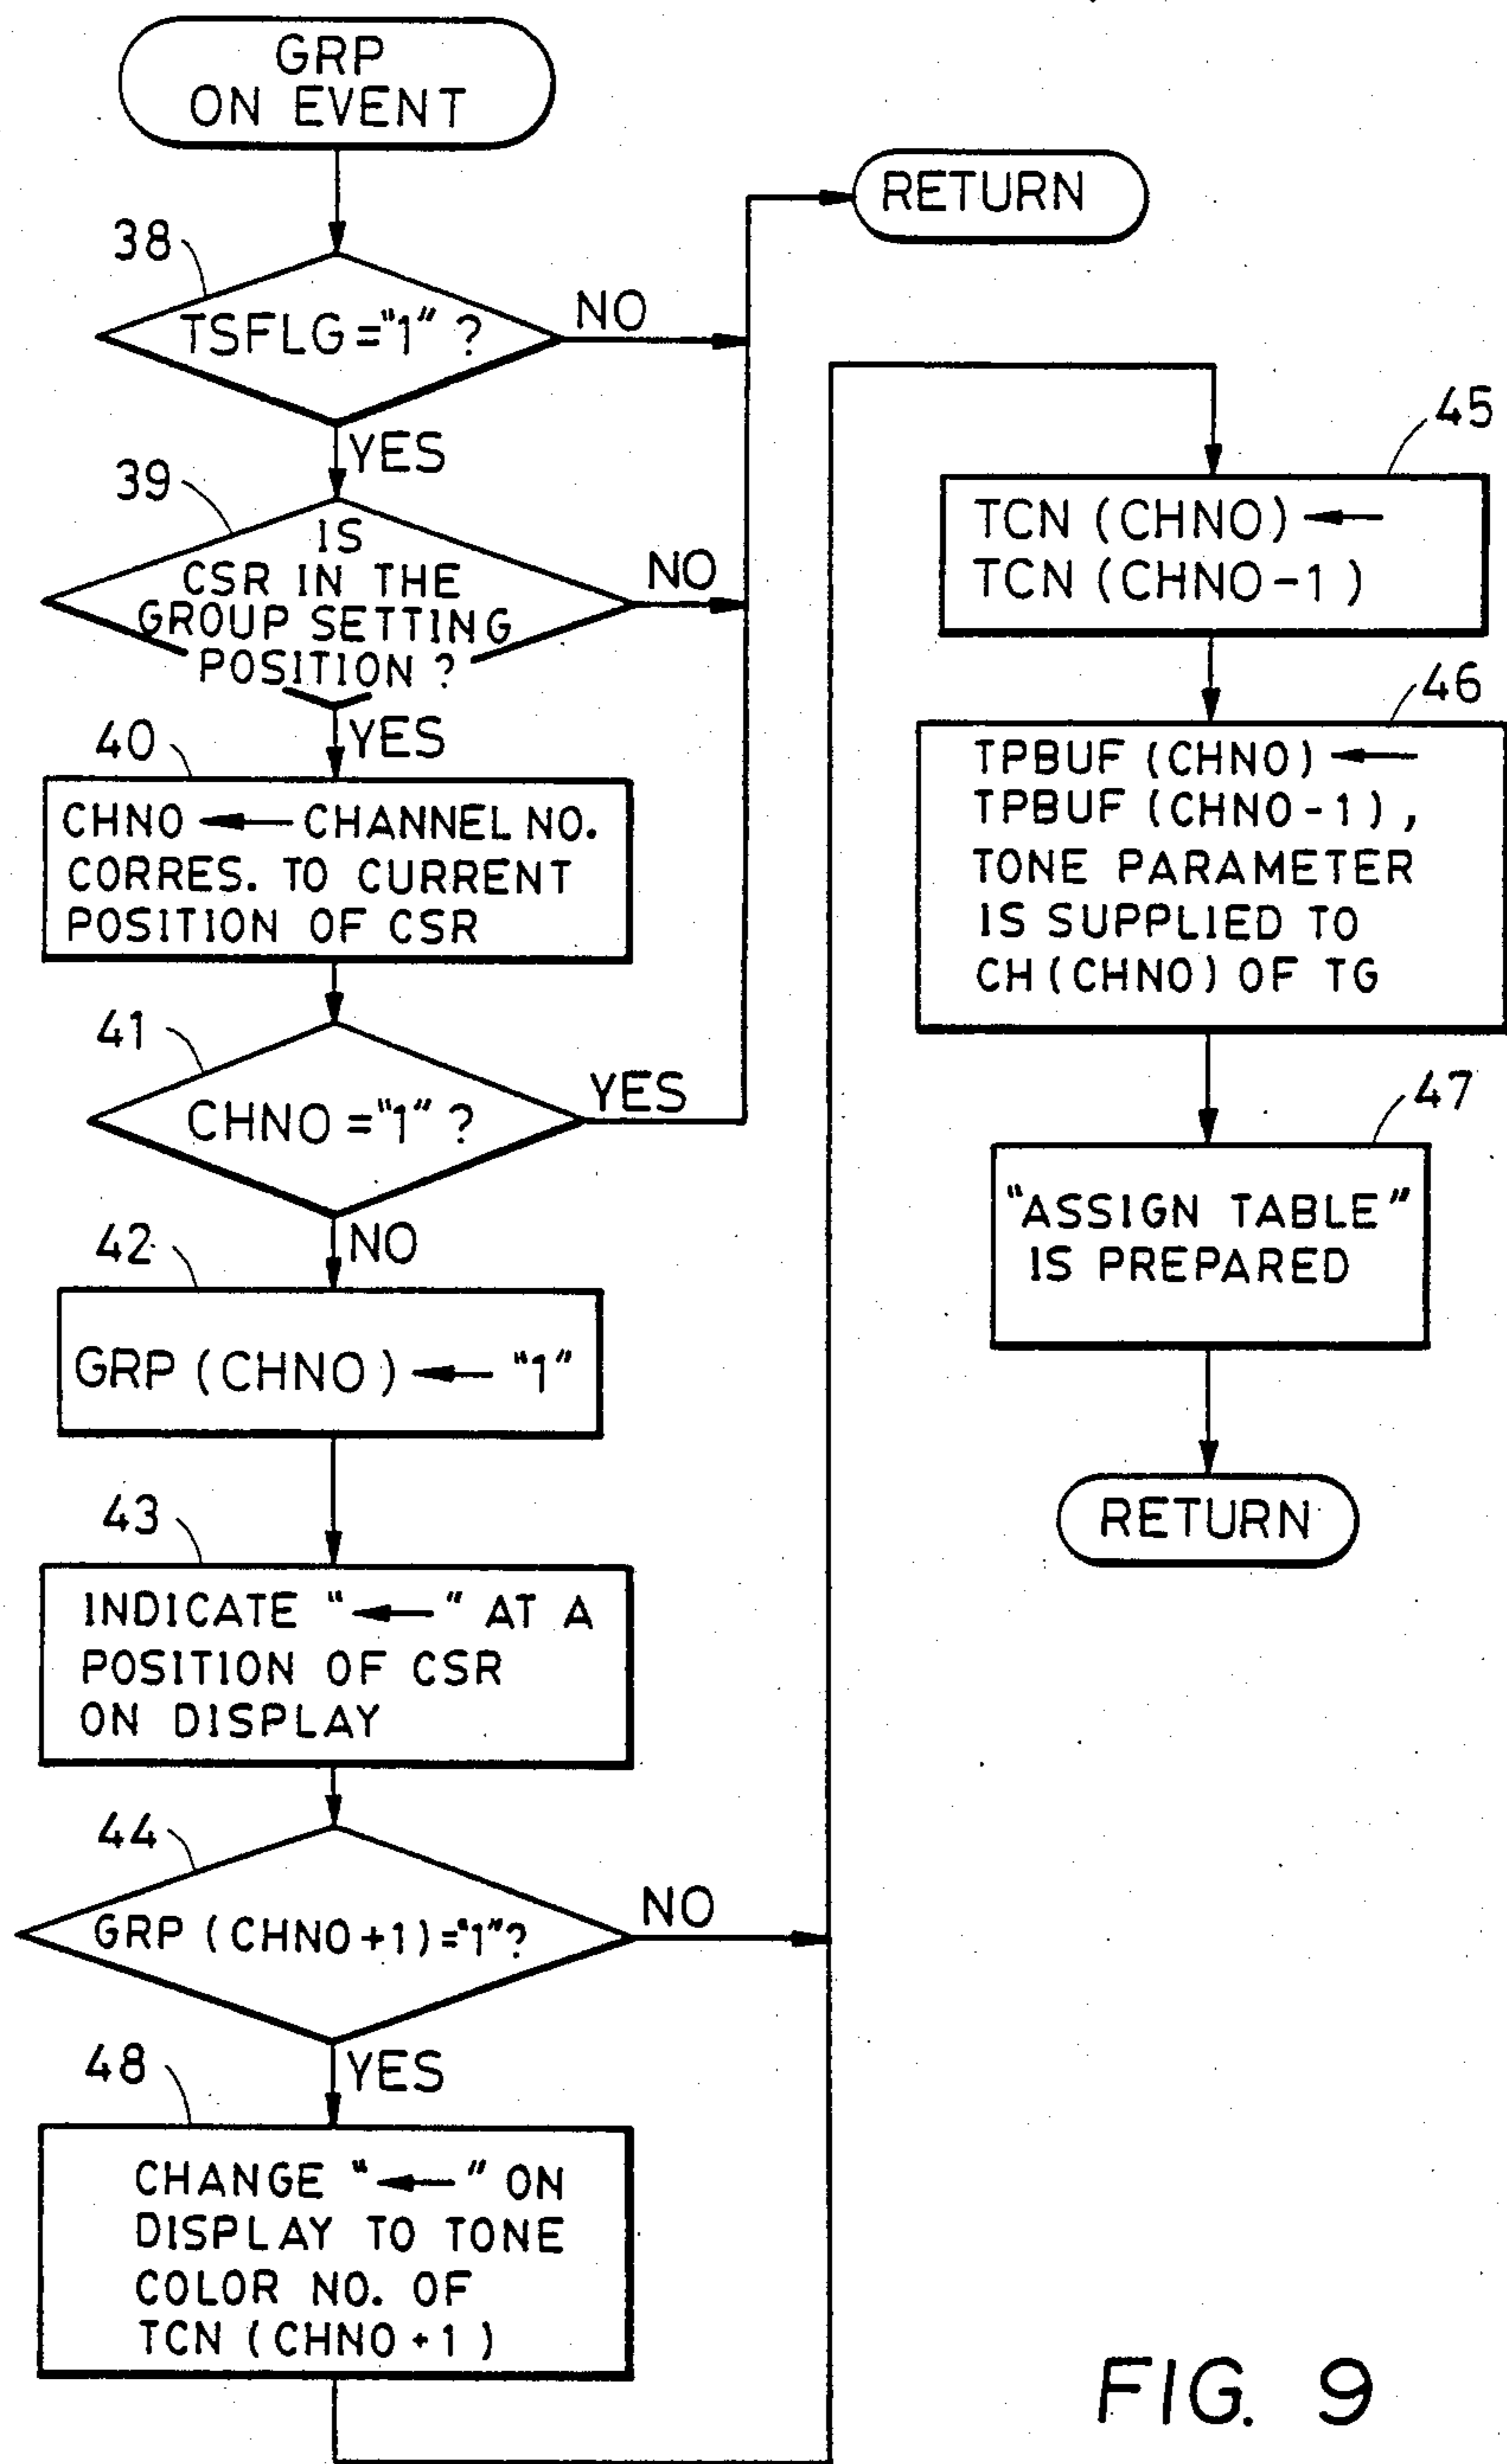 GRP
ON EVENT
RETURN
38
TSFLG="1" ?
NO
YES
39
IS
CSR IN THE
GROUP SETTING
POSITION ?
NO
YES
40
CHNO ← CHANNEL NO.
CORRES. TO CURRENT
POSITION OF CSR
41
CHNO="1" ?
YES
NO
42
GRP (CHNO) ← "1"
43
INDICATE "←" AT A
POSITION OF CSR
ON DISPLAY
44
GRP (CHNO+1)="1"?
NO
YES
48
CHANGE "←" ON
DISPLAY TO TONE
COLOR NO. OF
TCN (CHNO+1)
45
TCN (CHNO) ←
TCN (CHNO-1)
46
TPBUF (CHNO) ←
TPBUF (CHNO-1),
TONE PARAMETER
IS SUPPLIED TO
CH(CHNO) OF TG
47
"ASSIGN TABLE"
IS PREPARED
RETURN
FIG. 9